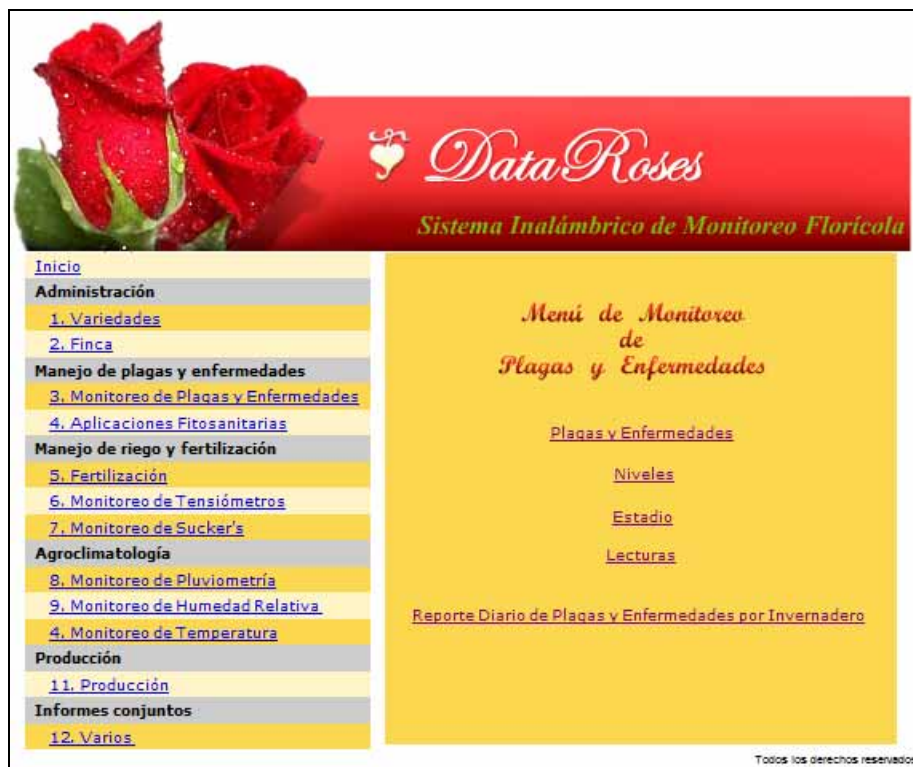 DataRoses
Sistema Inalámbrico de Monitoreo Florícola
Inicio
Administración
1. Variedades
2. Finca
Manejo de plagas y enfermedades
3. Monitoreo de Plagas y Enfermedades
4. Aplicaciones Fitosanitarias
Manejo de riego y fertilización
5. Fertilización
6. Monitoreo de Tensiómetros
7. Monitoreo de Sucker's
Agroclimatología
8. Monitoreo de Pluviometría
9. Monitoreo de Humedad Relativa
4. Monitoreo de Temperatura
Producción
11. Producción
Informes conjuntos
12. Varios
Menú de Monitoreo
de
Plagas y Enfermedades
Plagas y Enfermedades
Niveles
Estadio
Lecturas
Reporte Diario de Plagas y Enfermedades por Invernadero
Todos los derechos reservados